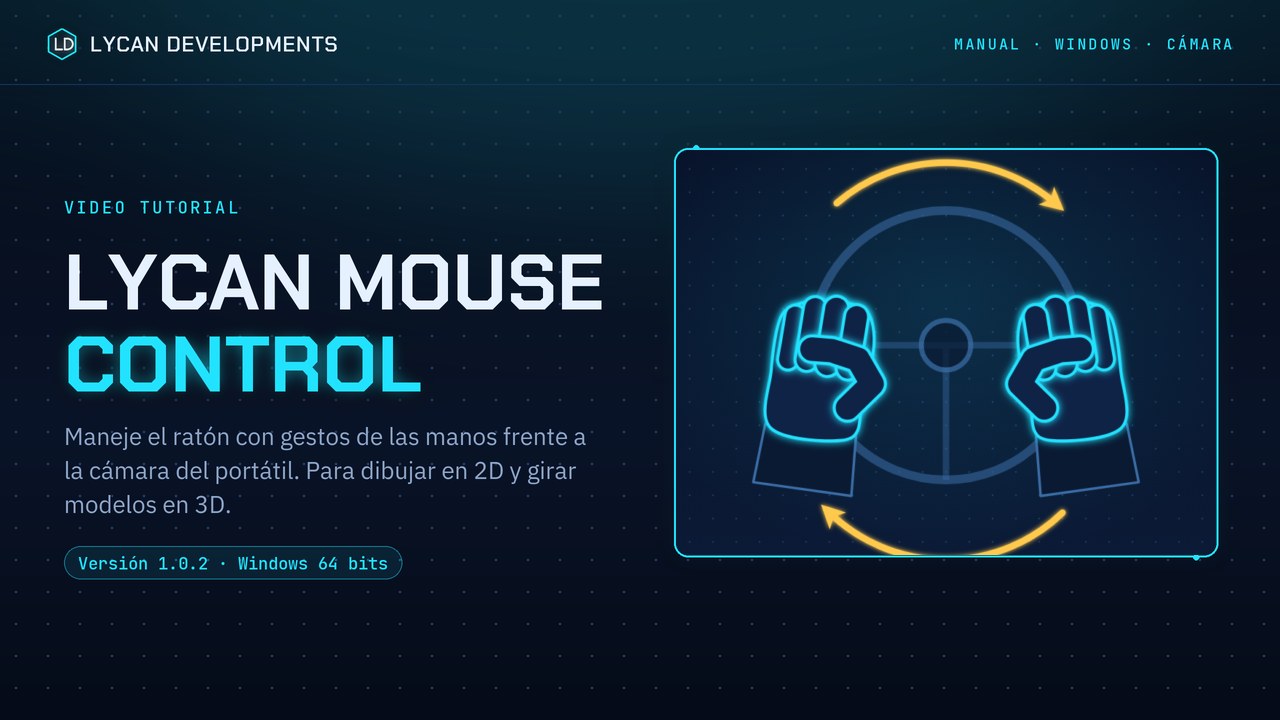 LD LYCAN DEVELOPMENTS
MANUAL · WINDOWS · CÁMARA
VIDEO TUTORIAL
LYCAN MOUSE
CONTROL
Maneje el ratón con gestos de las manos frente a
la cámara del portátil. Para dibujar en 2D y girar
modelos en 3D.
Versión 1.0.2 · Windows 64 bits